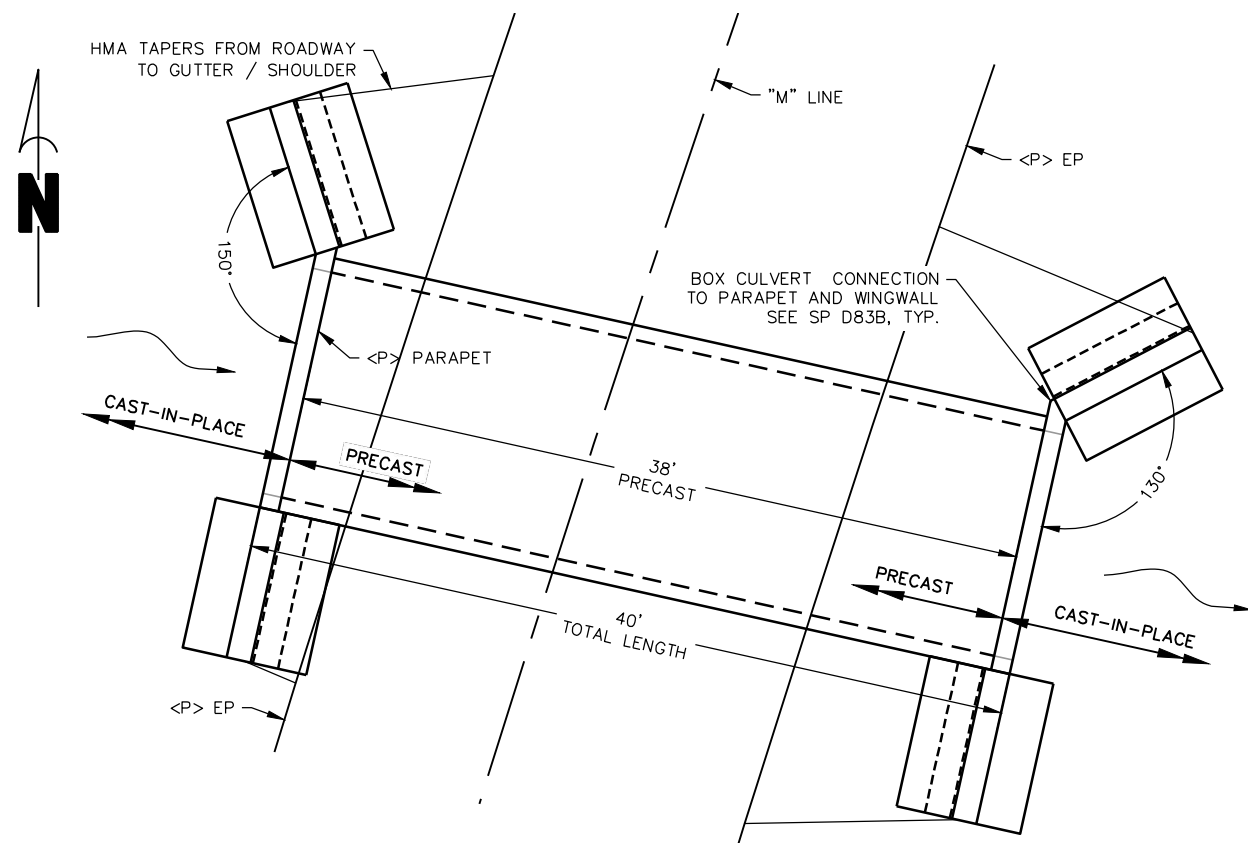 HMA TAPERS FROM ROADWAY
TO GUTTER / SHOULDER
"M" LINE
<P> EP
N
150°
BOX CULVERT CONNECTION
TO PARAPET AND WINGWALL
SEE SP D83B, TYP.
<P> PARAPET
CAST-IN-PLACE
PRECAST
38'
PRECAST
130°
PRECAST
CAST-IN-PLACE
40'
TOTAL LENGTH
<P> EP